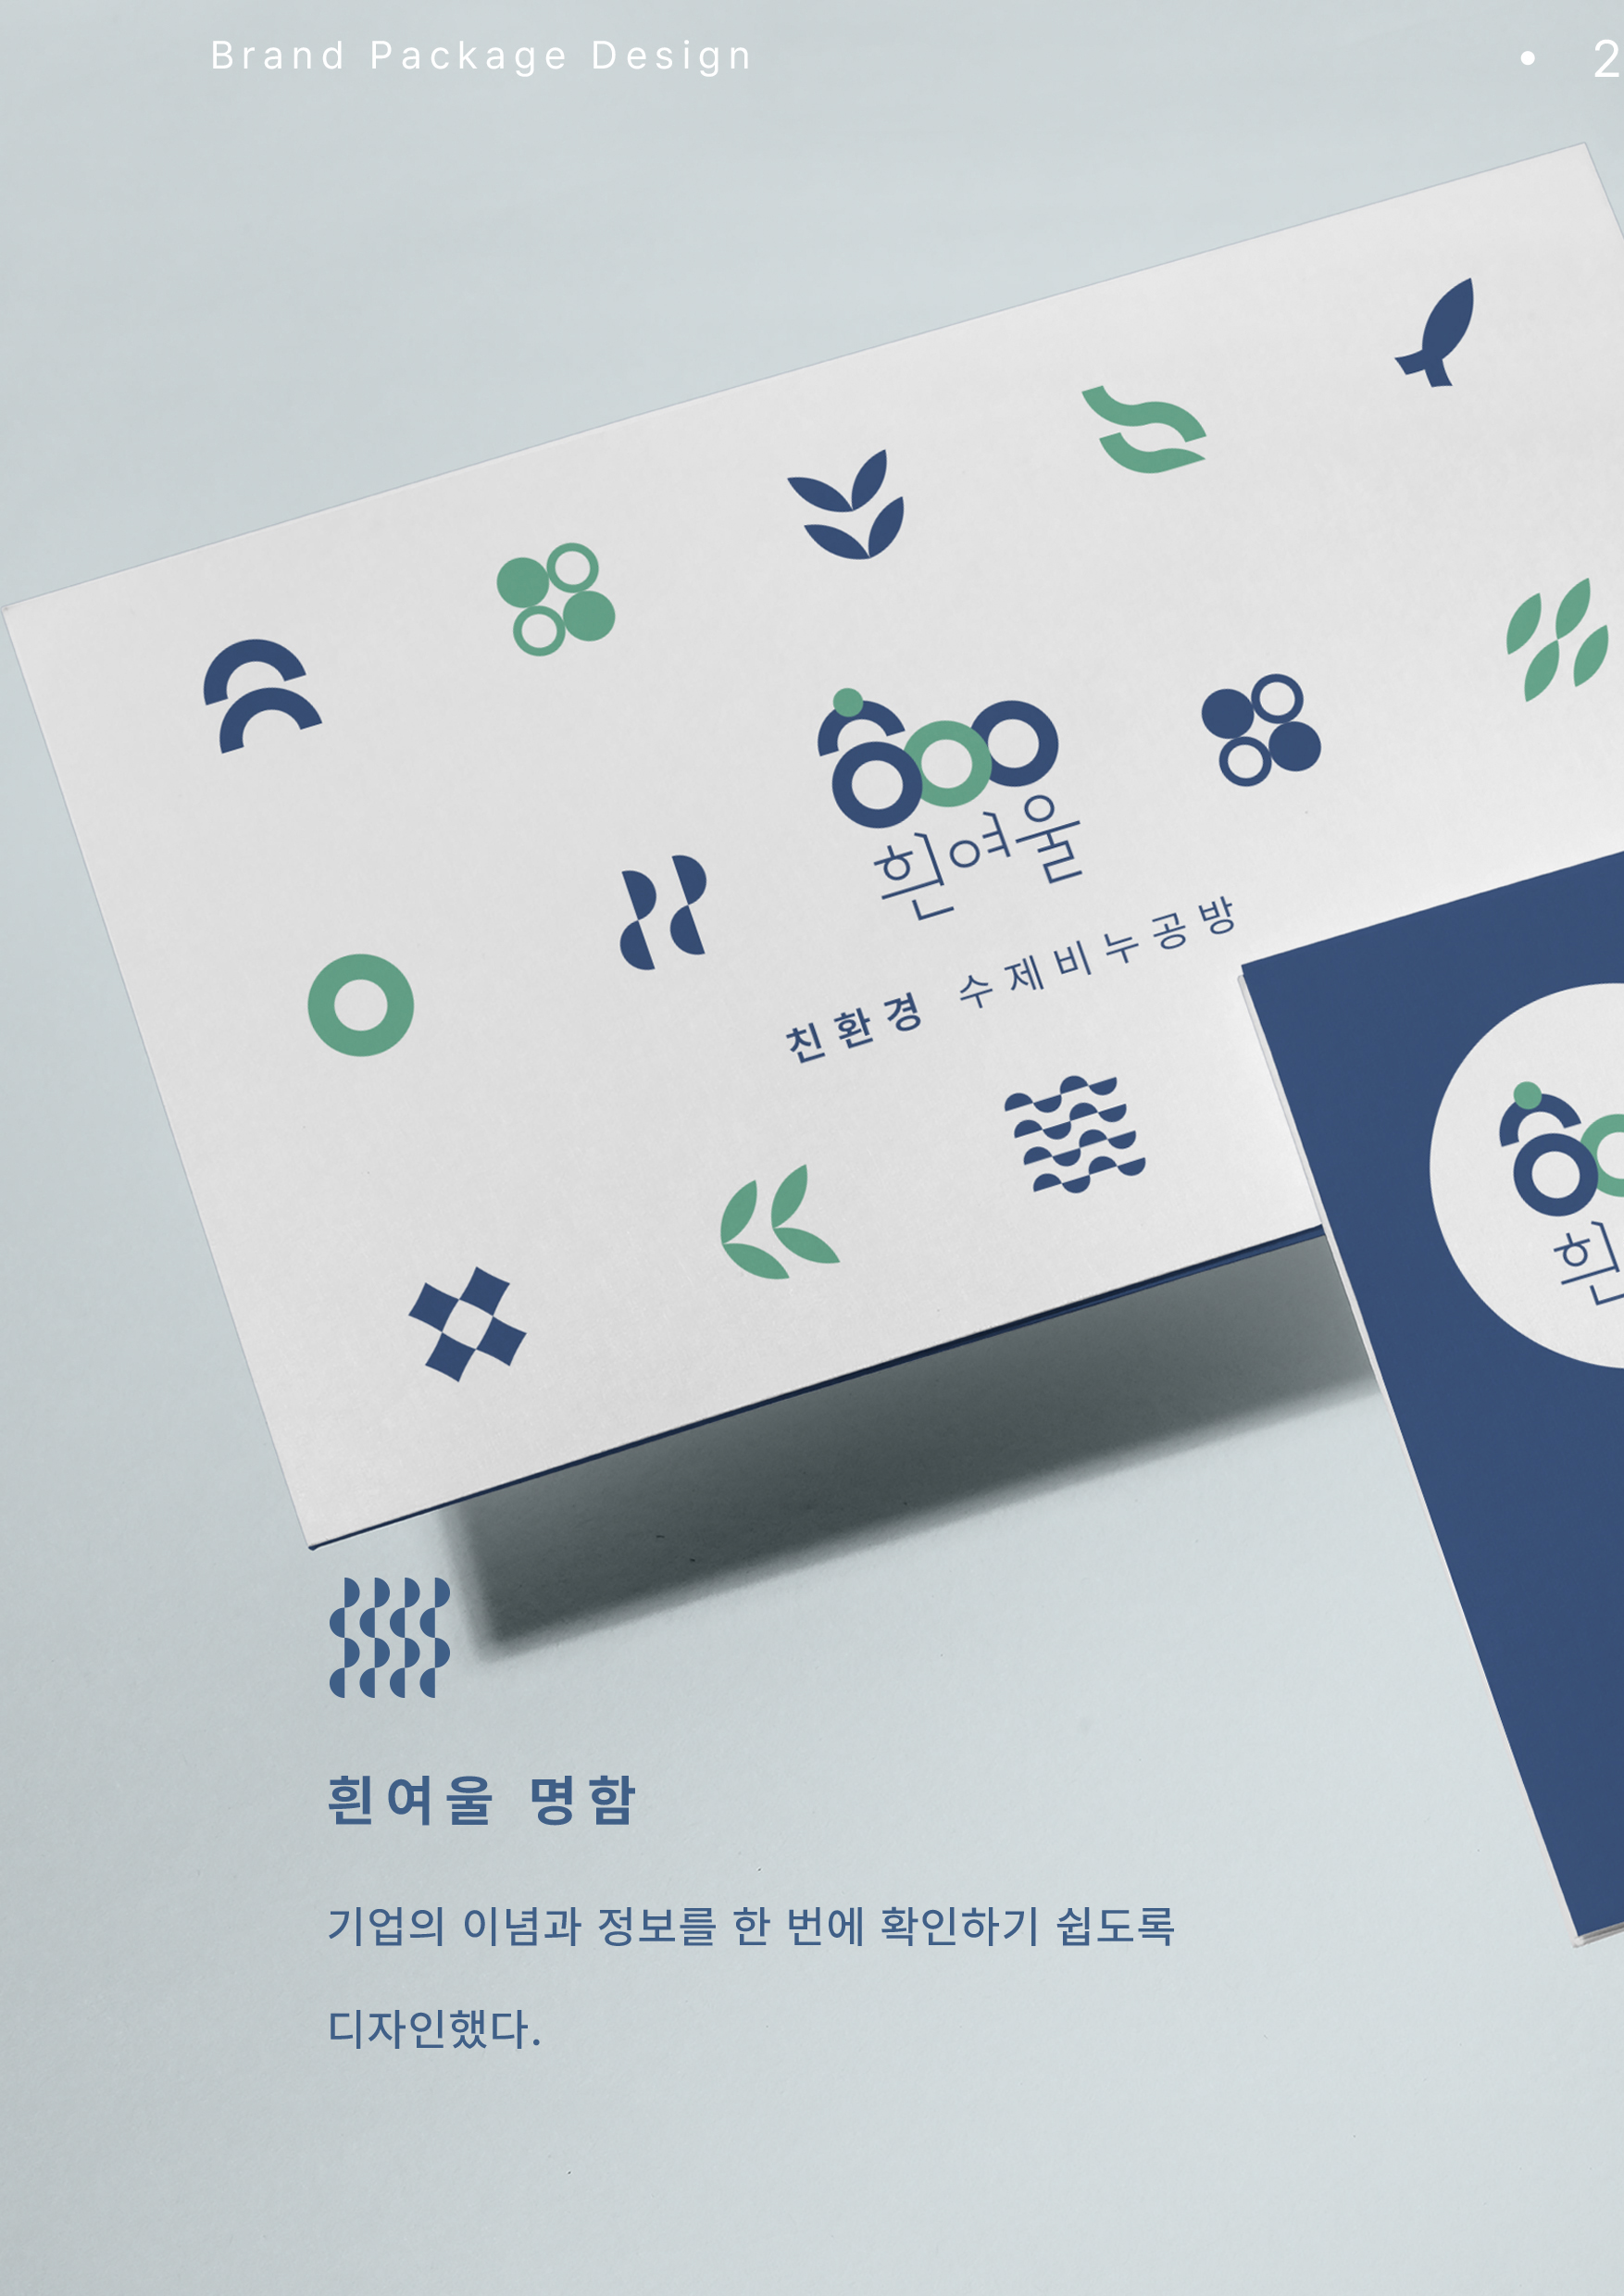 Brand Package Design
• 2
흰여울
친환경 수제비누공방
흰
흰여울 명함
기업의 이념과 정보를 한 번에 확인하기 쉽도록
디자인했다.